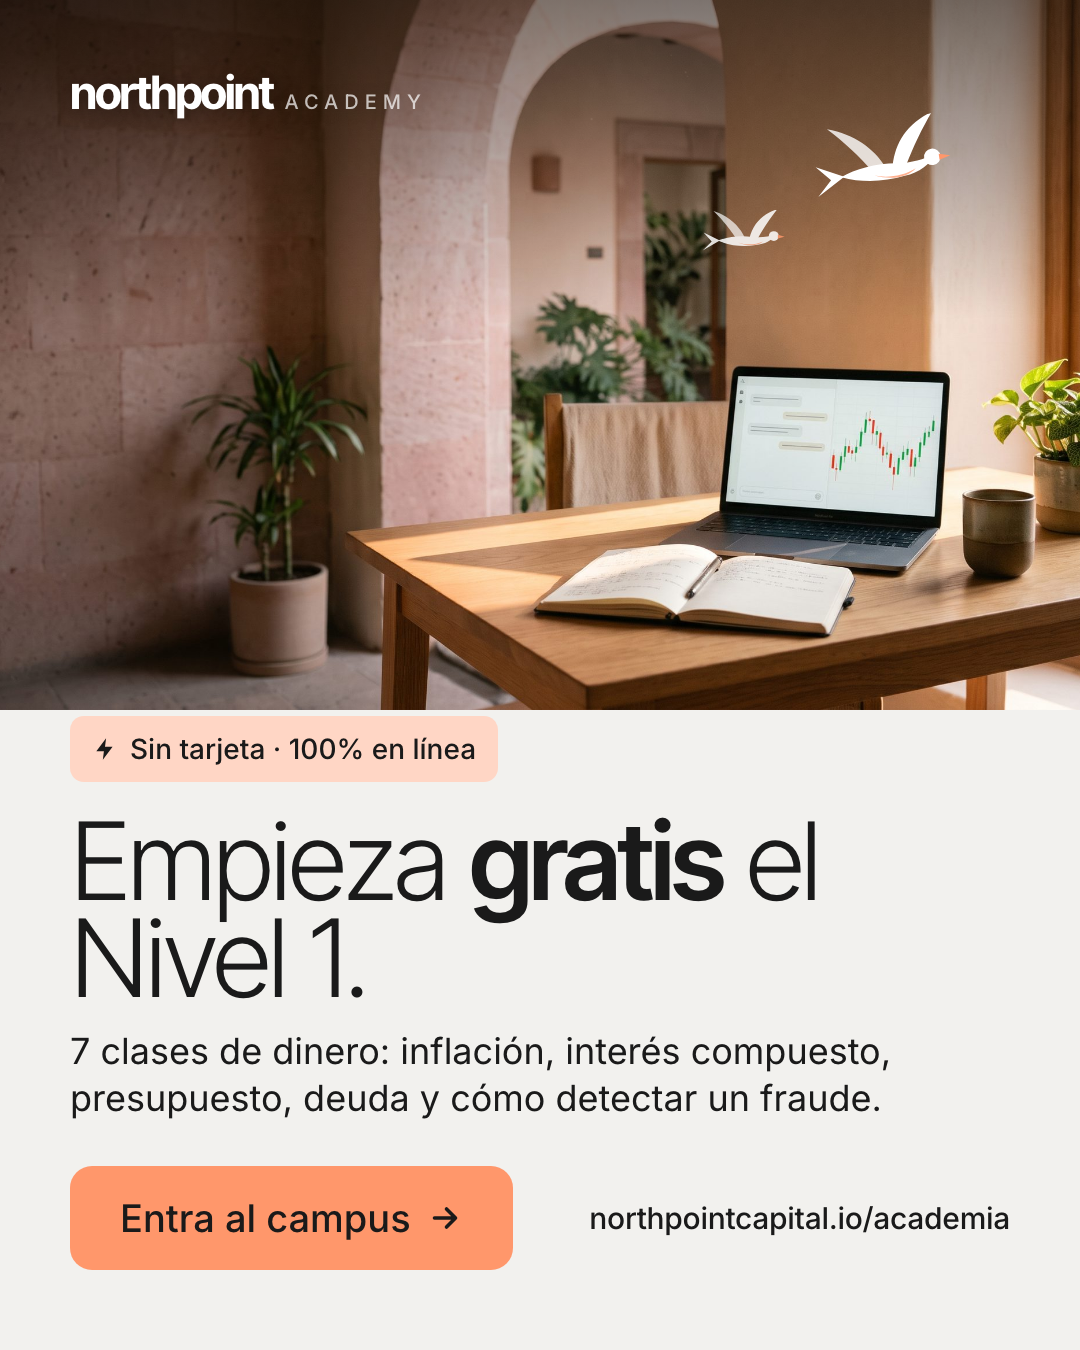 northpoint ACADEMY
Sin tarjeta · 100% en línea
Empieza gratis el
Nivel 1.
7 clases de dinero: inflación, interés compuesto,
presupuesto, deuda y cómo detectar un fraude.
Entra al campus →
northpointcapital.io/academia